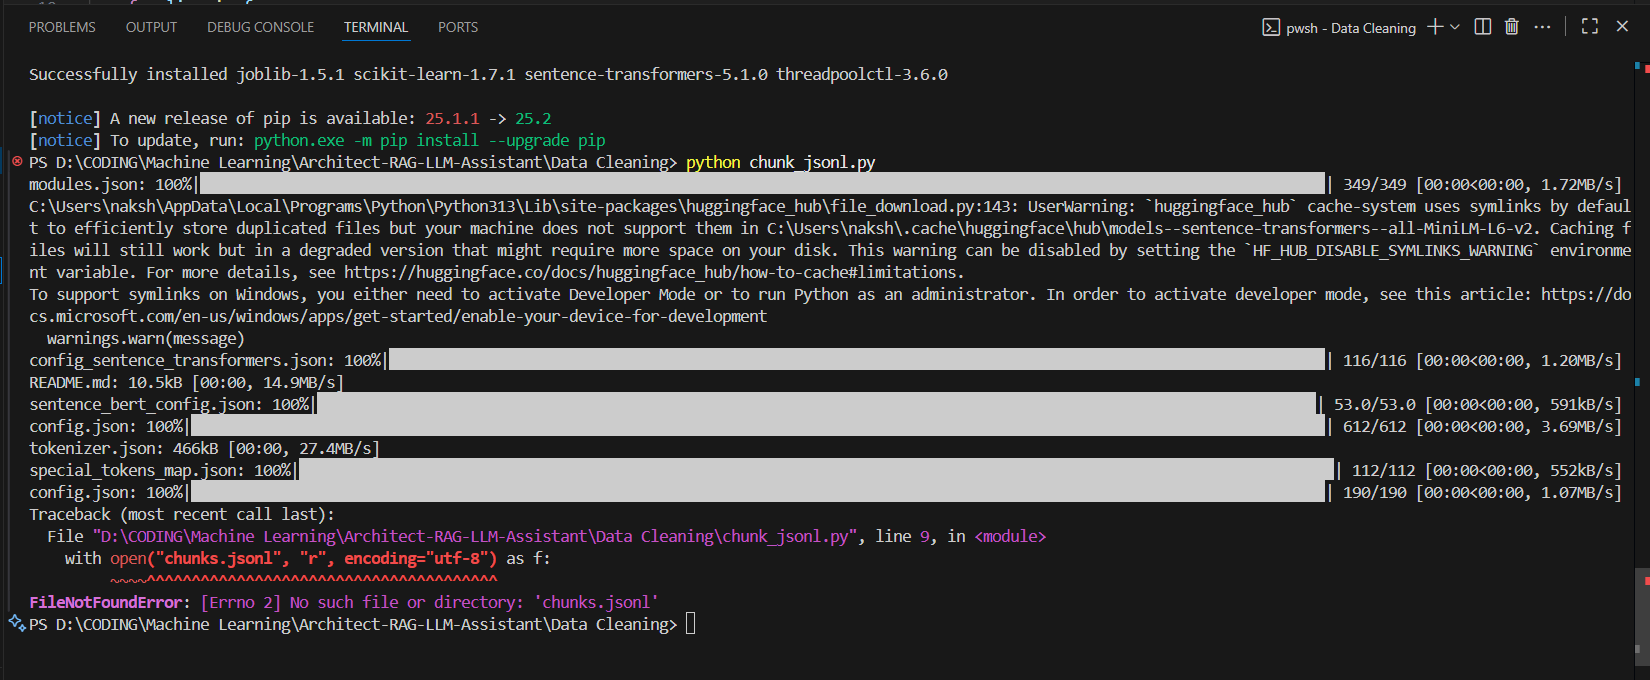 PROBLEMS OUTPUT DEBUG CONSOLE TERMINAL PORTS pwsh - Data Cleaning
Successfully installed joblib-1.5.1 scikit-learn-1.7.1 sentence-transformers-5.1.0 threadpoolctl-3.6.0
[notice] A new release of pip is available: 25.1.1 -> 25.2
[notice] To update, run: python.exe -m pip install --upgrade pip
PS D:\CODING\Machine Learning\Architect-RAG-LLM-Assistant\Data Cleaning> python chunk_jsonl.py
modules.json: 100%| | 349/349 [00:00<00:00, 1.72MB/s]
C:\Users\naksh\AppData\Local\Programs\Python\Python313\Lib\site-packages\huggingface_hub\file_download.py:143: UserWarning: `huggingface_hub` cache-system uses symlinks by defaul
t to efficiently store duplicated files but your machine does not support them in C:\Users\naksh\.cache\huggingface\hub\models--sentence-transformers--all-MiniLM-L6-v2. Caching f
iles will still work but in a degraded version that might require more space on your disk. This warning can be disabled by setting the `HF_HUB_DISABLE_SYMLINKS_WARNING` environme
nt variable. For more details, see https://huggingface.co/docs/huggingface_hub/how-to-cache#limitations.
To support symlinks on Windows, you either need to activate Developer Mode or to run Python as an administrator. In order to activate developer mode, see this article: https://do
cs.microsoft.com/en-us/windows/apps/get-started/enable-your-device-for-development
  warnings.warn(message)
config_sentence_transformers.json: 100%| | 116/116 [00:00<00:00, 1.20MB/s]
README.md: 10.5kB [00:00, 14.9MB/s]
sentence_bert_config.json: 100%| | 53.0/53.0 [00:00<00:00, 591kB/s]
config.json: 100%| | 612/612 [00:00<00:00, 3.69MB/s]
tokenizer.json: 466kB [00:00, 27.4MB/s]
special_tokens_map.json: 100%| | 112/112 [00:00<00:00, 552kB/s]
config.json: 100%| | 190/190 [00:00<00:00, 1.07MB/s]
Traceback (most recent call last):
  File "D:\CODING\Machine Learning\Architect-RAG-LLM-Assistant\Data Cleaning\chunk_jsonl.py", line 9, in <module>
    with open("chunks.jsonl", "r", encoding="utf-8") as f:
         ~~~~^^^^^^^^^^^^^^^^^^^^^^^^^^^^^^^^^^^^^^^
FileNotFoundError: [Errno 2] No such file or directory: 'chunks.jsonl'
PS D:\CODING\Machine Learning\Architect-RAG-LLM-Assistant\Data Cleaning>